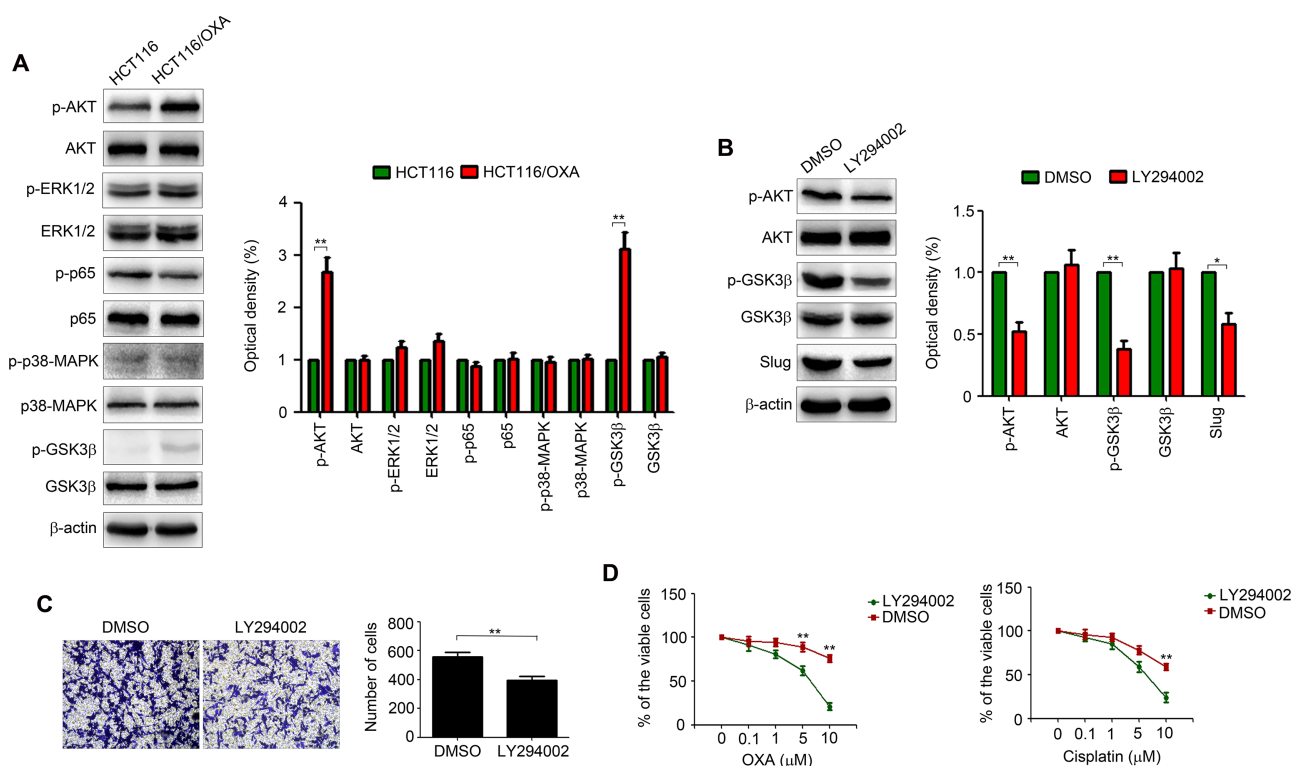 A
HCT116
HCT116/OXA
p-AKT
AKT
p-ERK1/2
ERK1/2
p-p65
p65
p-p38-MAPK
p38-MAPK
p-GSK3β
GSK3β
β-actin
HCT116 HCT116/OXA
Optical density (%)
4
3
2
1
0
**
**
p-AKT
AKT
p-ERK1/2
ERK1/2
p-p65
p65
p-p38-MAPK
p38-MAPK
p-GSK3β
GSK3β
B
DMSO
LY294002
p-AKT
AKT
p-GSK3β
GSK3β
Slug
β-actin
DMSO LY294002
Optical density (%)
1.5
1.0
0.5
0
**
**
*
p-AKT
AKT
p-GSK3β
GSK3β
Slug
C
DMSO LY294002
Number of cells
800
600
400
200
0
**
DMSO LY294002
D
% of the viable cells
150
100
50
0
LY294002
DMSO
**
**
0 0.1 1 5 10
OXA (μM)
% of the viable cells
150
100
50
0
LY294002
DMSO
**
0 0.1 1 5 10
Cisplatin (μM)